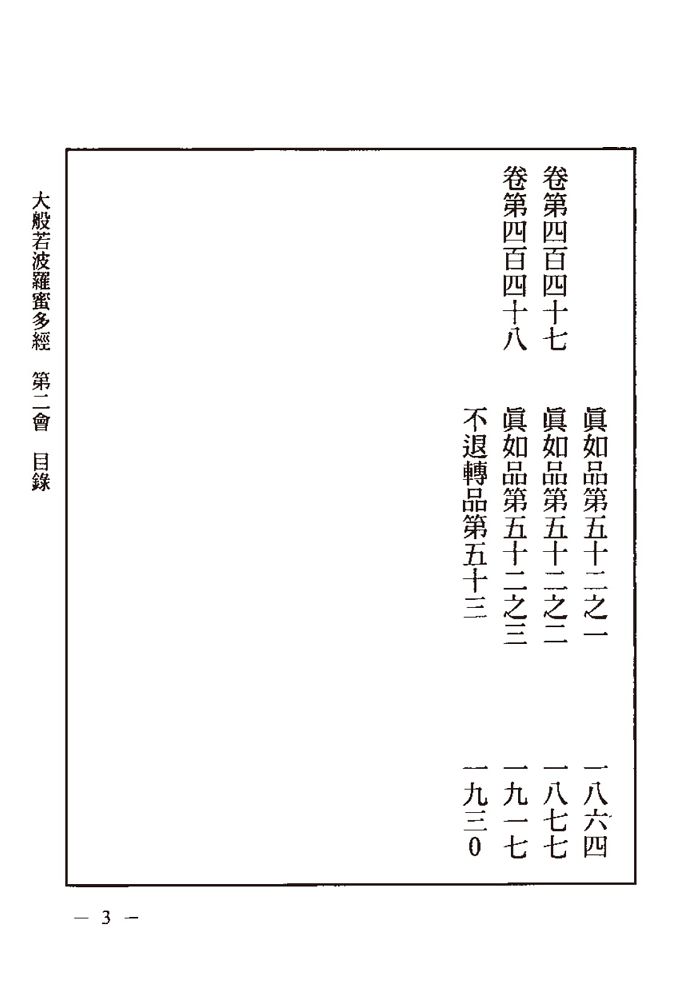 真如品第五十二之一　一八六四
卷第四百四十七　真如品第五十二之二　一八七七
卷第四百四十八　真如品第五十二之三　一九一七
不退轉品第五十三　一九三0
大般若波羅蜜多經　第二會　目錄
— 3 —